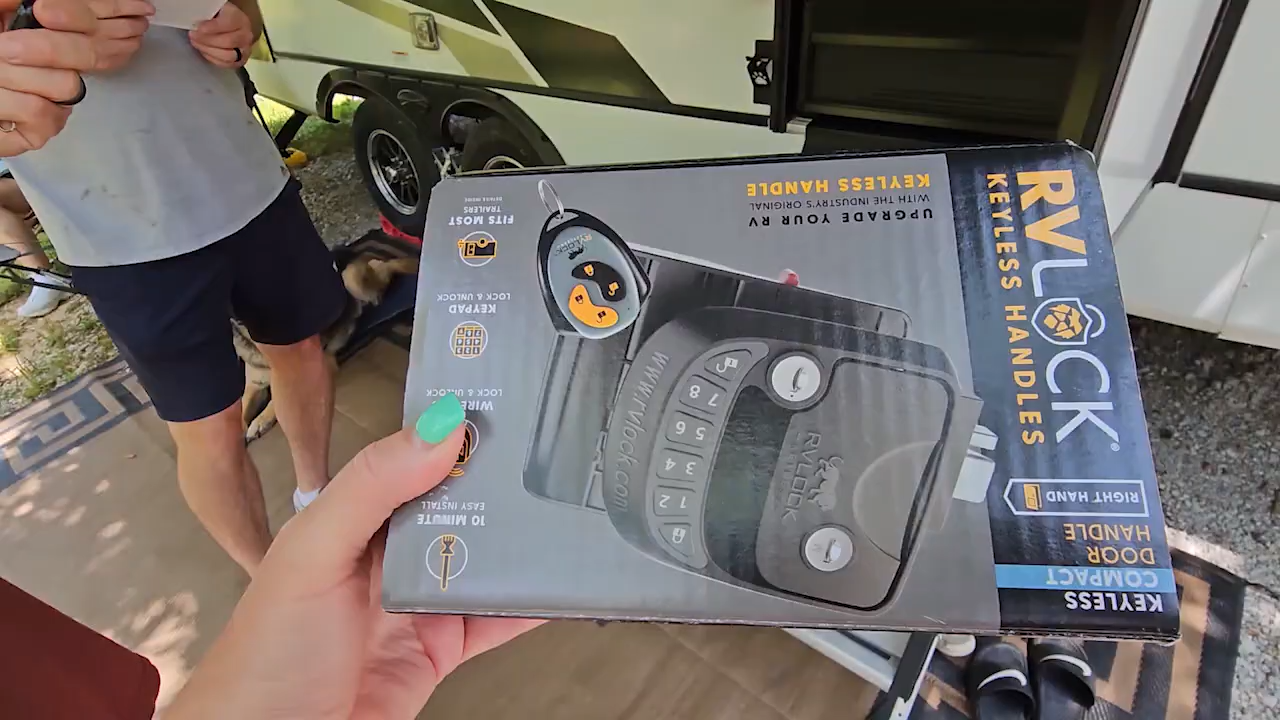 RVLOCK®
KEYLESS HANDLES
RIGHT HAND
KEYLESS
COMPACT
DOOR
HANDLE
UPGRADE YOUR RV
WITH THE INDUSTRY'S ORIGINAL
KEYLESS HANDLE
10 MINUTE
EASY INSTALL
LOCK & UNLOCK
KEYPAD
LOCK & UNLOCK
FITS MOST
TRAILERS
www.rvlock.com
1 2
3 4
5 6
7 8
RVLOCK